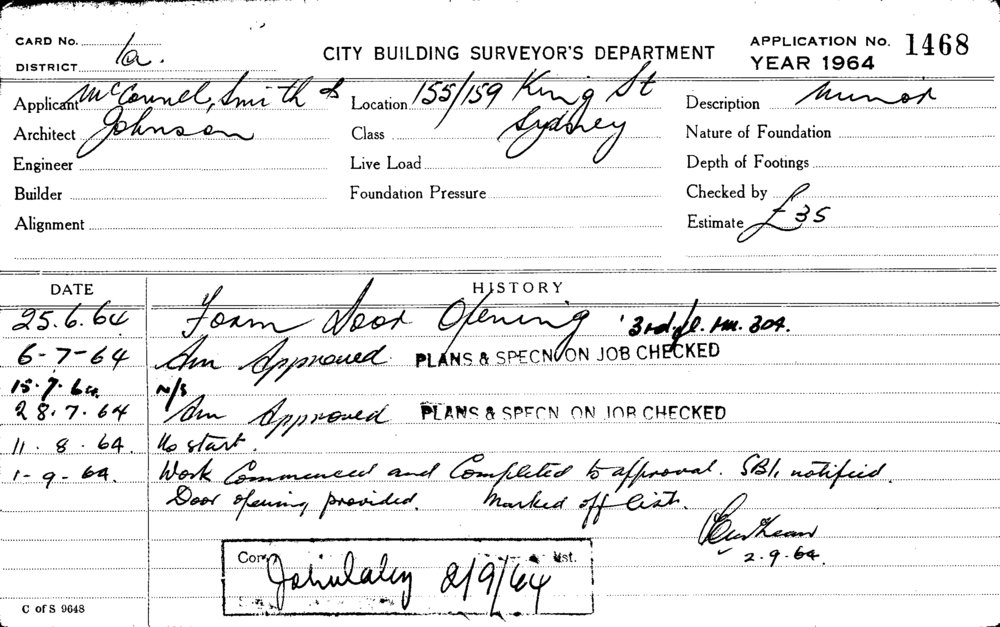 CARD No.
DISTRICT 1a.
CITY BUILDING SURVEYOR'S DEPARTMENT
APPLICATION No. 1468
YEAR 1964
Applicant McConnel, Smith &
Architect Johnson
Engineer
Builder
Alignment
Location 155/159 King St
Class Sydney
Live Load
Foundation Pressure
Description Minor
Nature of Foundation
Depth of Footings
Checked by
Estimate £35
DATE HISTORY
25.6.64 Form Door Opening 3rd fl. rm. 304.
6-7-64 Approved PLANS & SPECN ON JOB CHECKED
15.7.64 N/S
28.7.64 Approved PLANS & SPECN ON JOB CHECKED
11.8.64. No start.
1-9-64. Work Commenced and Completed to approval. SBI, notified.
Door opening provided. Marked off list.
2.9.64.
2/9/64
C of S 9648